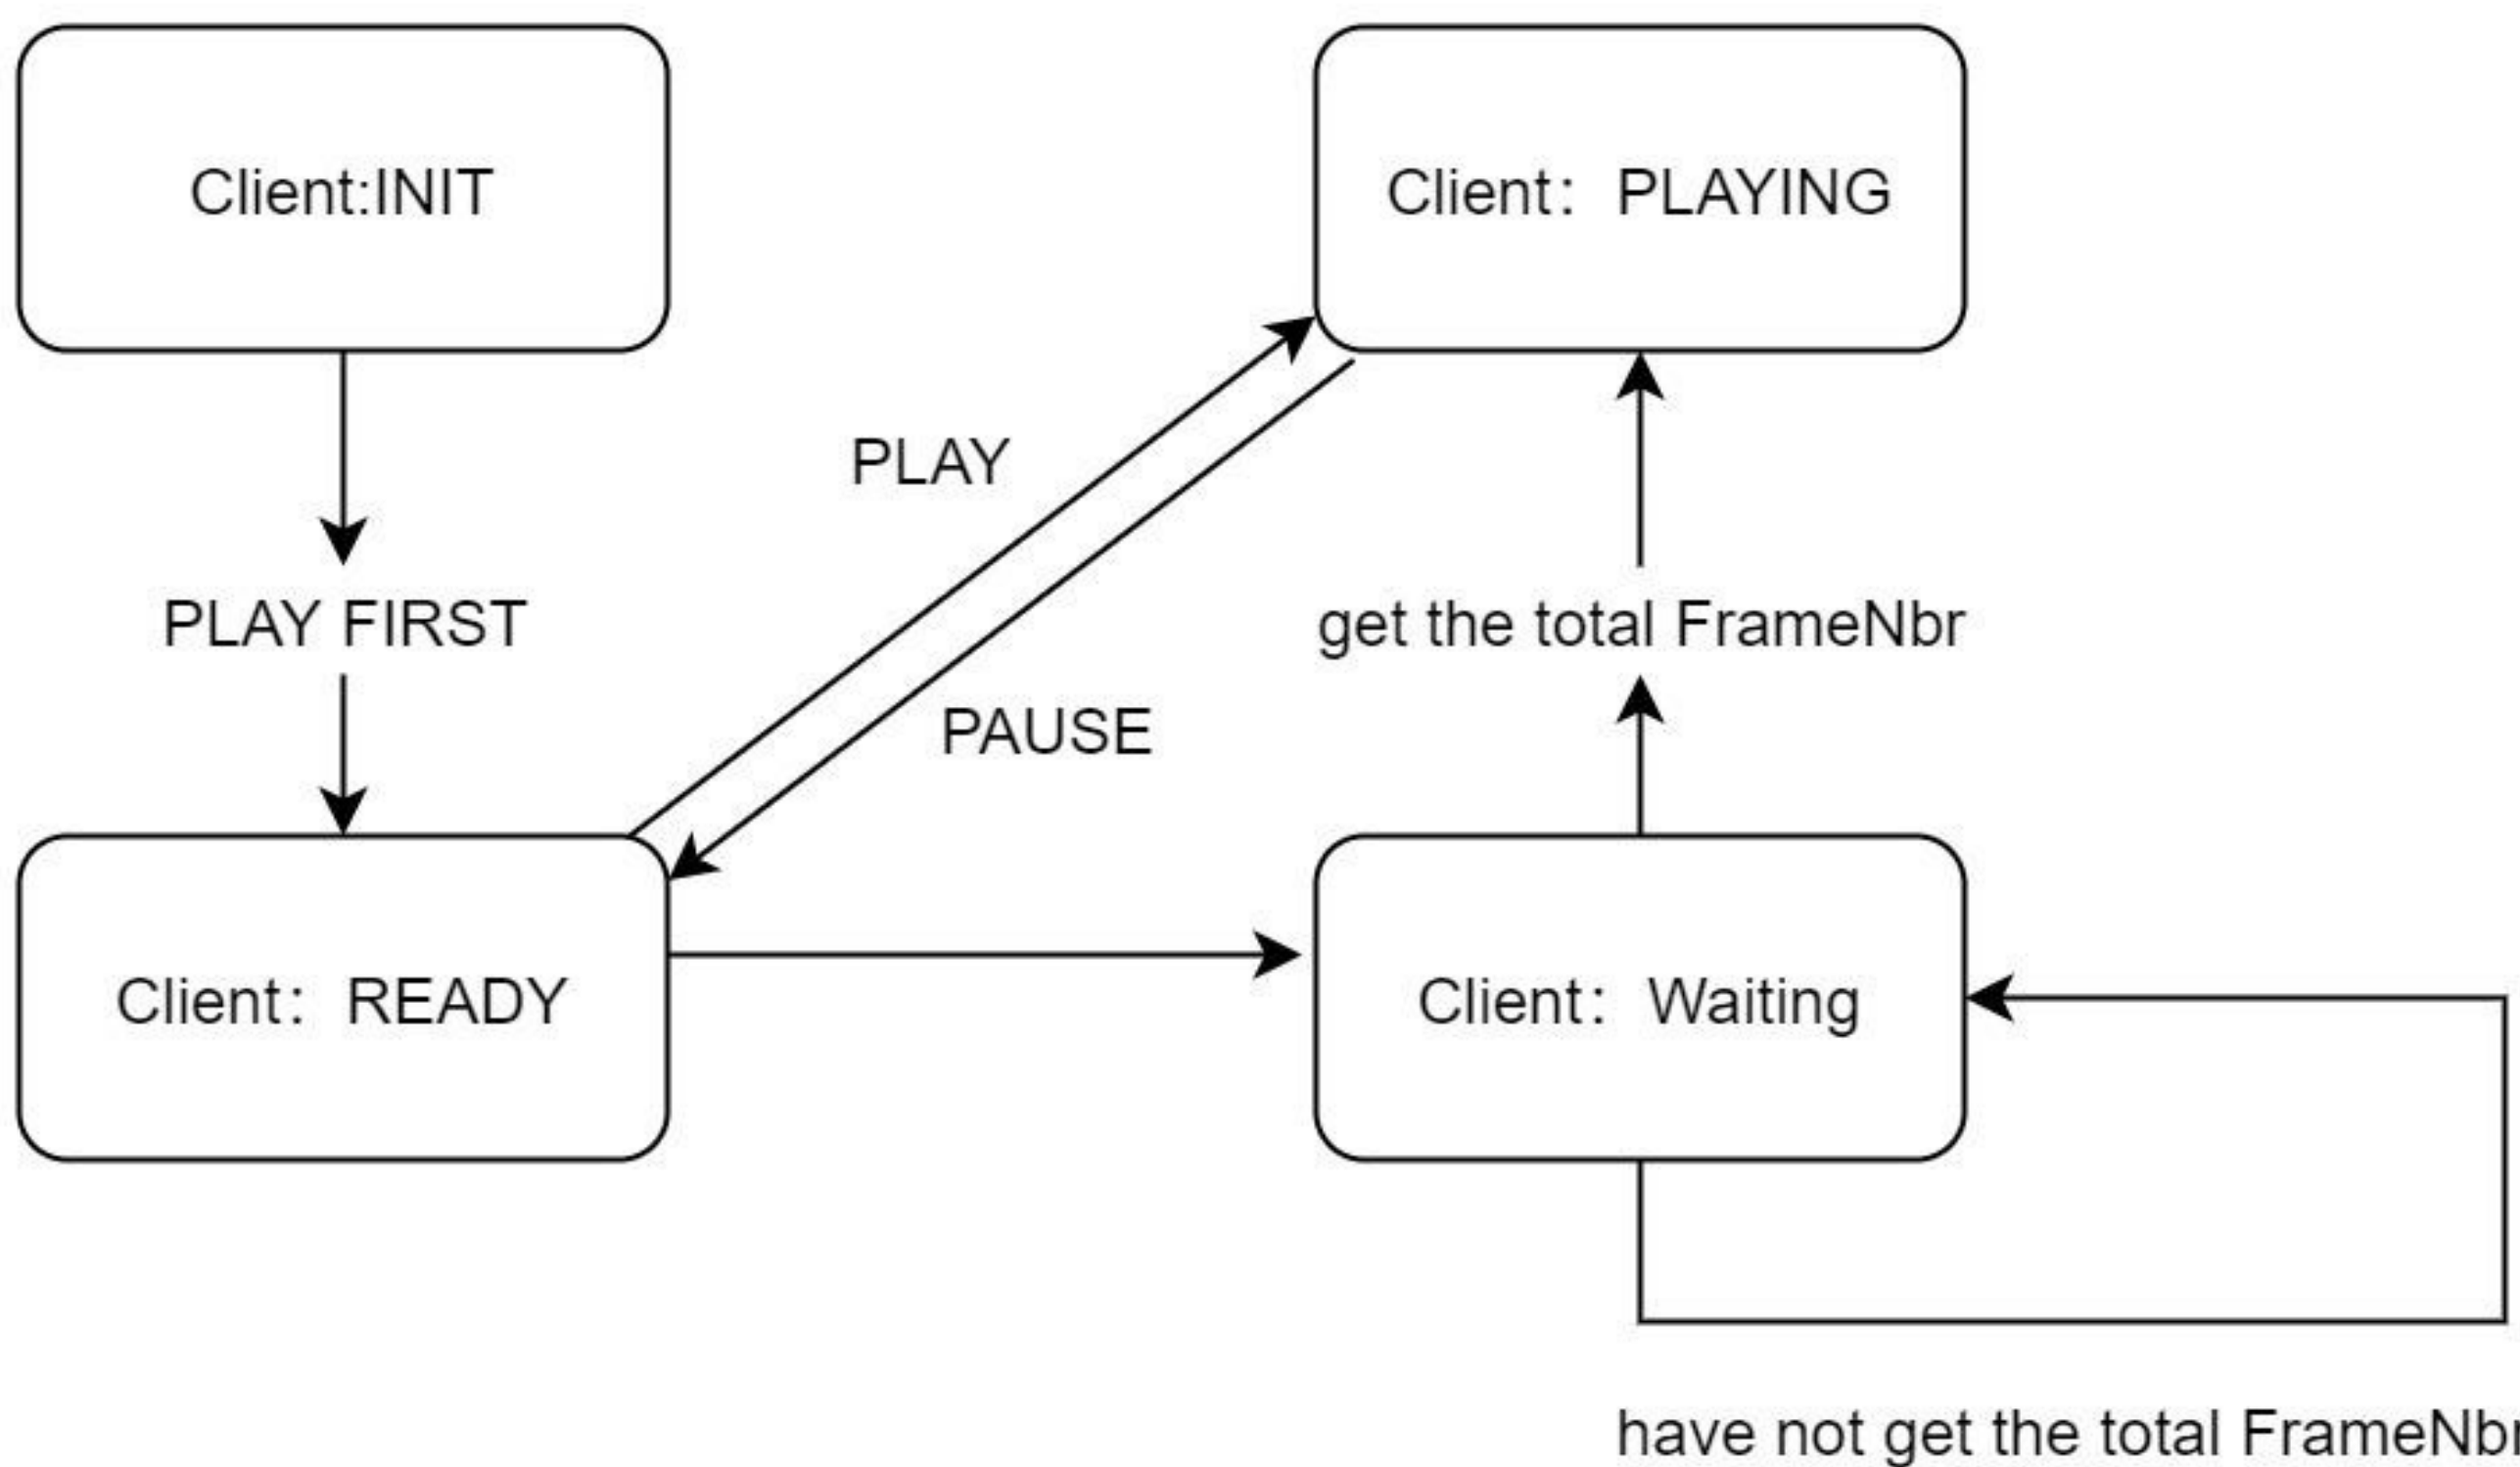 Client:INIT
Client: PLAYING
PLAY
PLAY FIRST
get the total FrameNbr
PAUSE
Client: READY
Client: Waiting
have not get the total FrameNbr